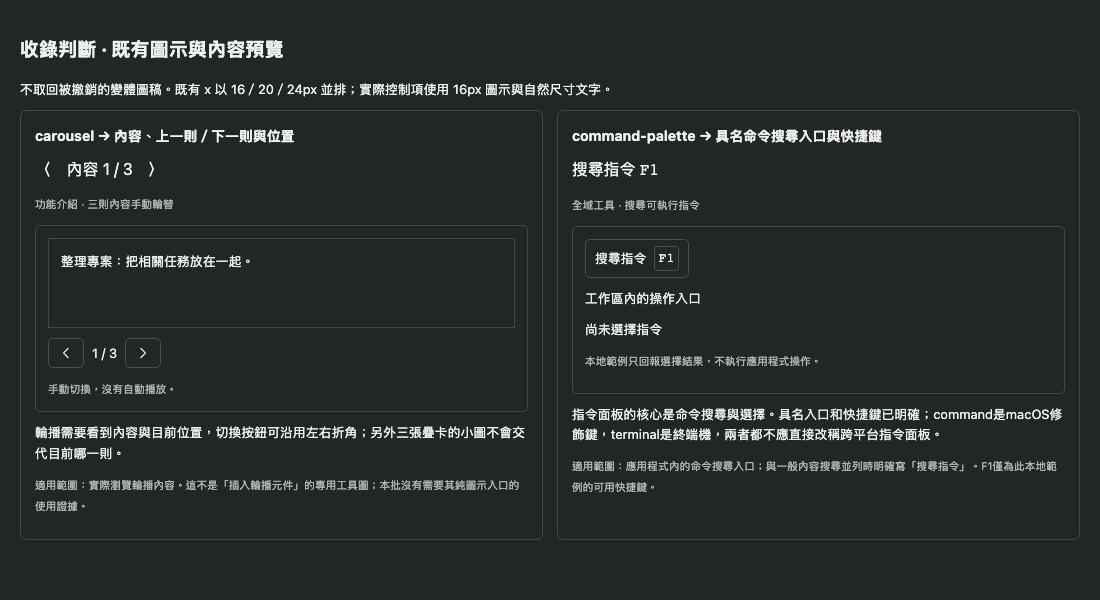 收錄判斷 · 既有圖示與內容預覽
不取回被撤銷的變體圖稿。既有 x 以 16 / 20 / 24px 並排；實際控制項使用 16px 圖示與自然尺寸文字。
carousel → 內容、上一則 / 下一則與位置
〈 內容 1 / 3 〉
功能介紹 · 三則內容手動輪替
整理專案：把相關任務放在一起。
1 / 3
手動切換，沒有自動播放。
輪播需要看到內容與目前位置，切換按鈕可沿用左右折角；另外三張疊卡的小圖不會交
代目前哪一則。
適用範圍：實際瀏覽輪播內容。這不是「插入輪播元件」的專用工具圖；本批沒有需要其純圖示入口的
使用證據。
command-palette → 具名命令搜尋入口與快捷鍵
搜尋指令 F1
全域工具 · 搜尋可執行指令
搜尋指令 F1
工作區內的操作入口
尚未選擇指令
本地範例只回報選擇結果，不執行應用程式操作。
指令面板的核心是命令搜尋與選擇。具名入口和快捷鍵已明確；command是macOS修
飾鍵，terminal是終端機，兩者都不應直接改稱跨平台指令面板。
適用範圍：應用程式內的命令搜尋入口；與一般內容搜尋並列時明確寫「搜尋指令」。F1僅為此本地範
例的可用快捷鍵。